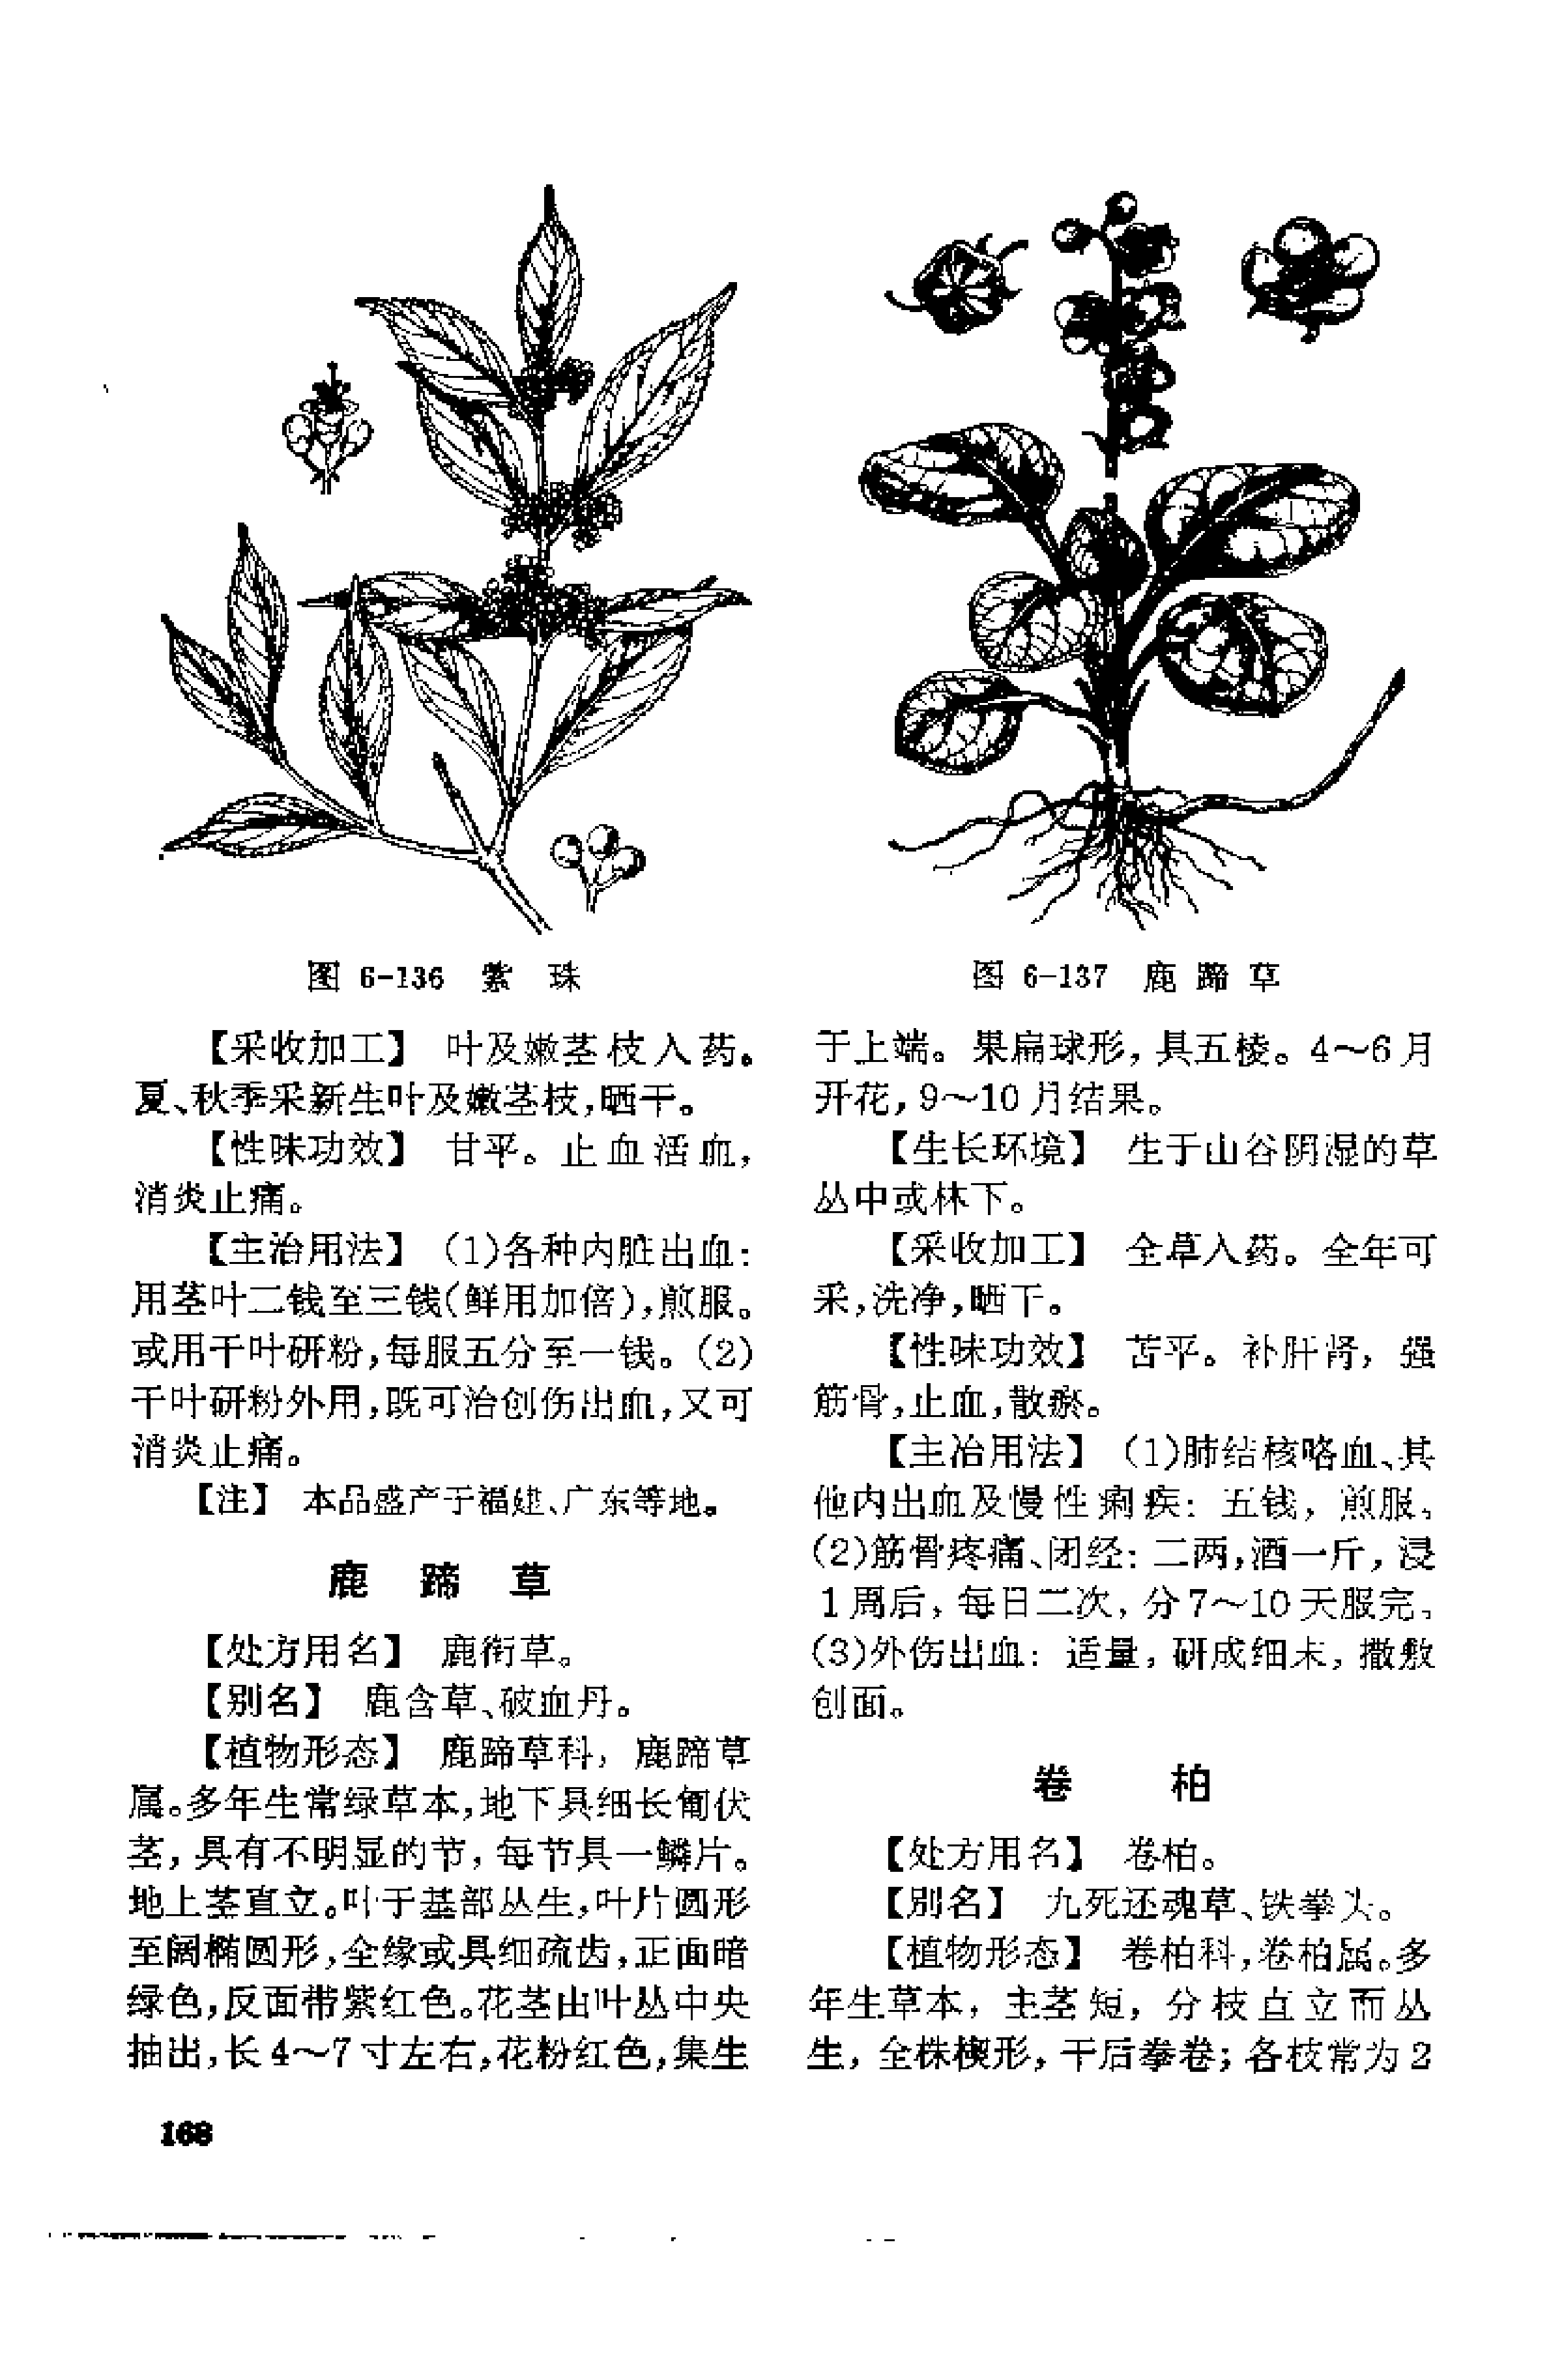 图 6-136 紫 珠
【采收加工】 叶及嫩茎枝入药。
夏、秋季采新生叶及嫩茎枝,晒干。
【性味功效】 甘平。止血活血,
消炎止痛。
【主治用法】 (1)各种内脏出血:
用茎叶二钱至三钱(鲜用加倍),煎服。
或用干叶研粉,每服五分至一钱。(2)
干叶研粉外用,既可治创伤出血,又可
消炎止痛。
【注】 本品盛产于福建、广东等地。
鹿 蹄 草
【处方用名】 鹿衔草。
【别名】 鹿含草、破血丹。
【植物形态】 鹿蹄草科,鹿蹄草
属。多年生常绿草本,地下具细长匍伏
茎,具有不明显的节,每节具一鳞片。
地上茎直立。叶于基部丛生,叶片圆形
至阔椭圆形,全缘或具细疏齿,正面暗
绿色,反面带紫红色。花茎由叶丛中央
抽出,长4～7寸左右,花粉红色,集生
图 6-137 鹿 蹄 草
于上端。果扁球形,具五棱。4～6月
开花,9～10月结果。
【生长环境】 生于山谷阴湿的草
丛中或林下。
【采收加工】 全草入药。全年可
采,洗净,晒干。
【性味功效】 苦平。补肝肾,强
筋骨,止血,散瘀。
【主治用法】 (1)肺结核咯血、其
他内出血及慢性痢疾: 五钱,煎服。
(2)筋骨疼痛、闭经: 二两,酒一斤,浸
1周后,每日二次,分7～10天服完。
(3)外伤出血: 适量,研成细末,撒敷
创面。
卷 柏
【处方用名】 卷柏。
【别名】 九死还魂草、铁拳头。
【植物形态】 卷柏科,卷柏属。多
年生草本,主茎短,分枝直立而丛
生,全株楔形,干后拳卷;各枝常为2
168